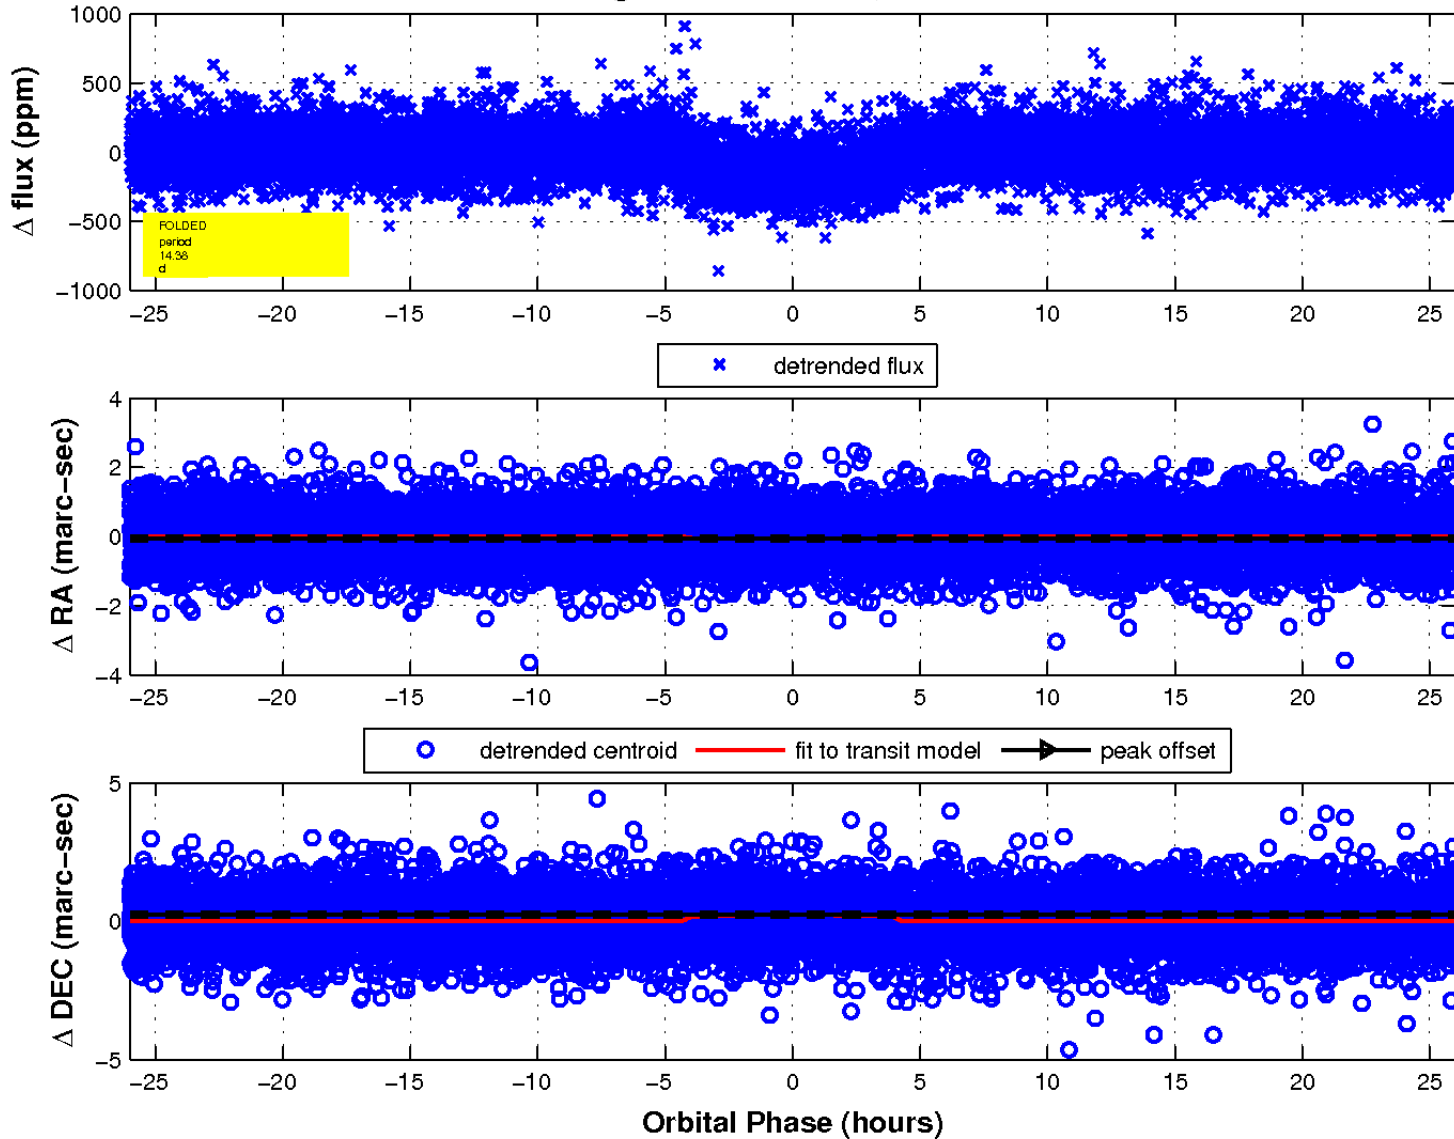 1000
500
0
−500
−1000
Δ flux (ppm)
FOLDED
period
14.38
d
−25 −20 −15 −10 −5 0 5 10 15 20 25
detrended flux
4
2
0
−2
−4
Δ RA (marc−sec)
−25 −20 −15 −10 −5 0 5 10 15 20 25
detrended centroid fit to transit model peak offset
5
0
−5
Δ DEC (marc−sec)
−25 −20 −15 −10 −5 0 5 10 15 20 25
Orbital Phase (hours)